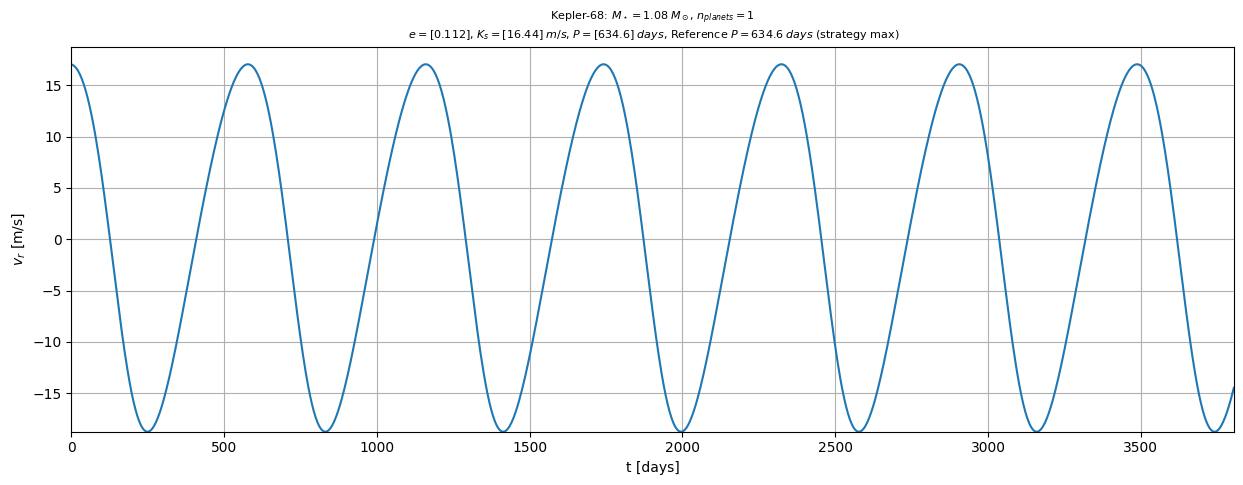 Kepler-68: $M_⋆ = 1.08 M_⊙$, $n_{planets} = 1$
e = [0.112], $K_s$ = [16.44] m/s, P = [634.6] days, Reference P = 634.6 days (strategy max)
15
10
5
0
−5
−10
−15
$v_r$ [m/s]
0 500 1000 1500 2000 2500 3000 3500
t [days]